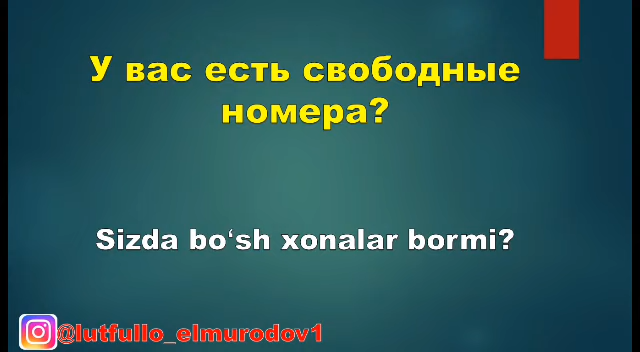 У вас есть свободные
номера?
Sizda bo‘sh xonalar bormi?
@lutfullo_elmurodov1